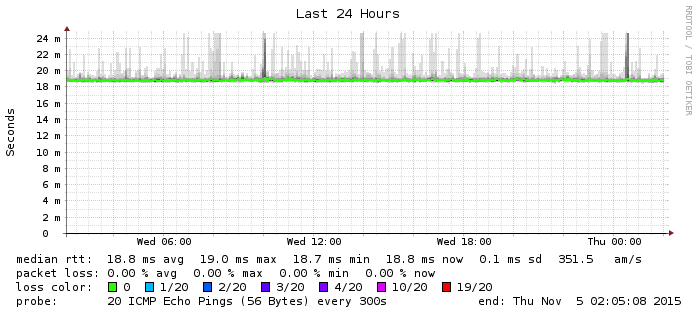 Last 24 Hours
RRDTOOL / TOBI OETIKER
Seconds
24 m
22 m
20 m
18 m
16 m
14 m
12 m
10 m
8 m
6 m
4 m
2 m
0
Wed 06:00 Wed 12:00 Wed 18:00 Thu 00:00
median rtt: 18.8 ms avg 19.0 ms max 18.7 ms min 18.8 ms now 0.1 ms sd 351.5 am/s
packet loss: 0.00 % avg 0.00 % max 0.00 % min 0.00 % now
loss color: 0 1/20 2/20 3/20 4/20 10/20 19/20
probe: 20 ICMP Echo Pings (56 Bytes) every 300s end: Thu Nov 5 02:05:08 2015